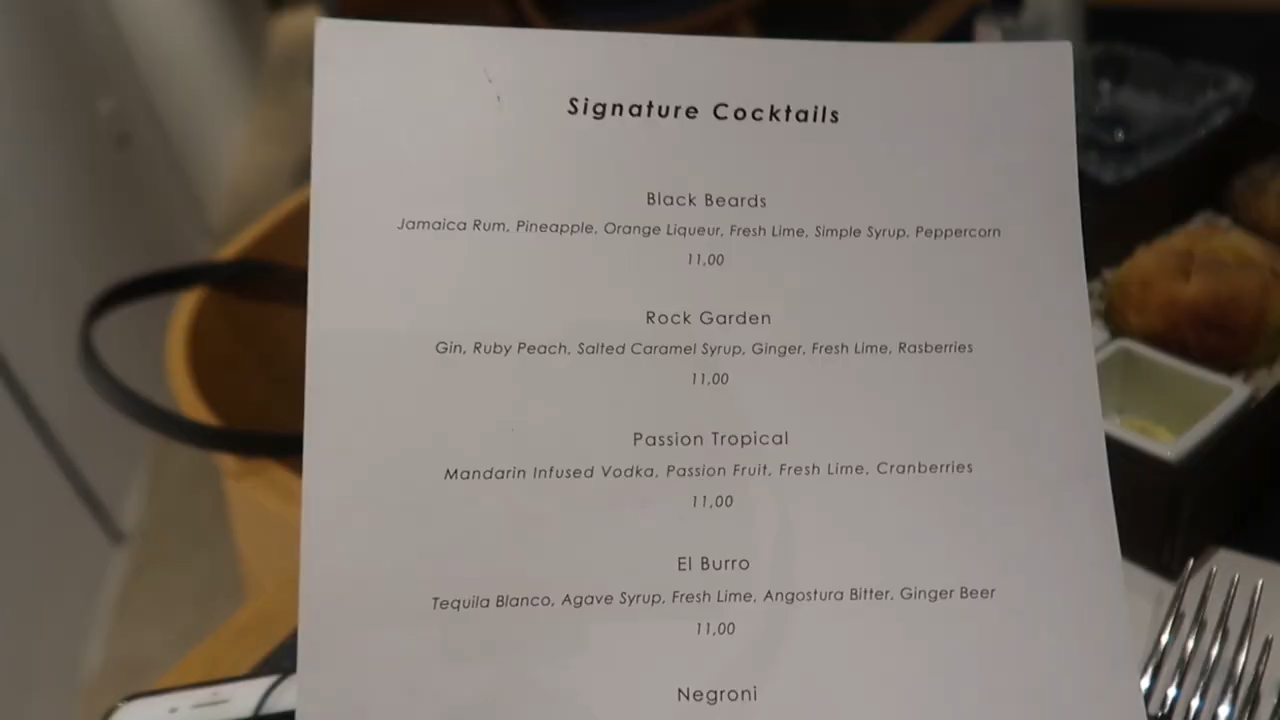 Signature Cocktails
Black Beards
Jamaica Rum, Pineapple, Orange Liqueur, Fresh Lime, Simple Syrup, Peppercorn
11,00
Rock Garden
Gin, Ruby Peach, Salted Caramel Syrup, Ginger, Fresh Lime, Rasberries
11,00
Passion Tropical
Mandarin Infused Vodka, Passion Fruit, Fresh Lime, Cranberries
11,00
El Burro
Tequila Blanco, Agave Syrup, Fresh Lime, Angostura Bitter, Ginger Beer
11,00
Negroni